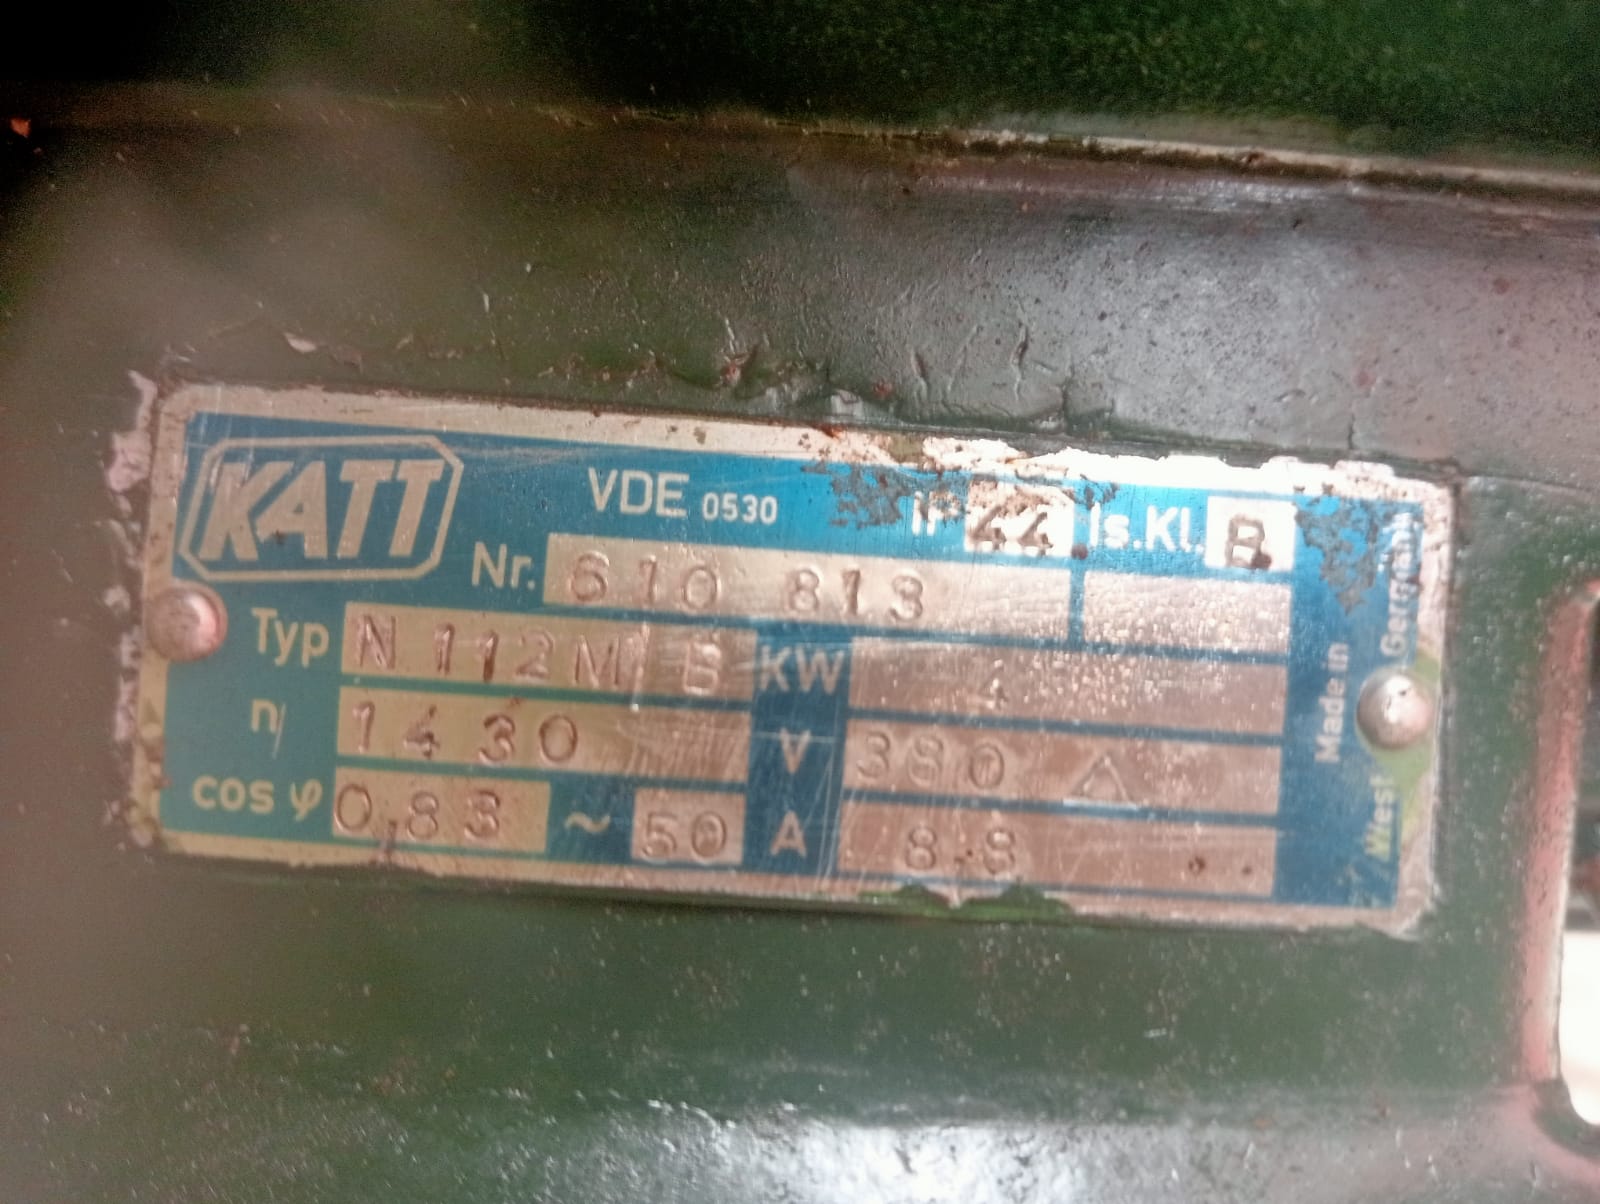 KATT VDE 0530 iP 44 Is.Kl. B
Nr. 610 813
Typ N 112 M/ B KW 4
n/ 1430 V 380 △
cos φ 0,83 ~ 50 A 8.8
Made in
West Germany